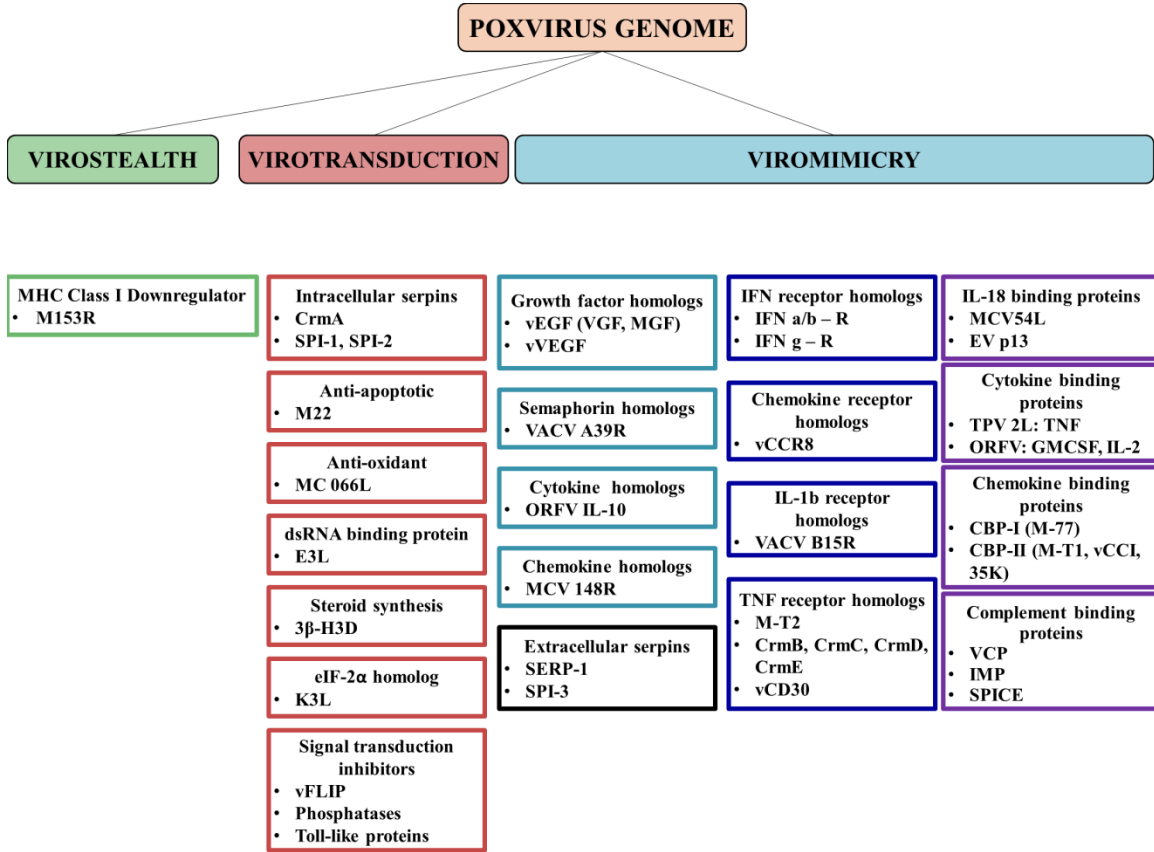 POXVIRUS GENOME
VIROSTEALTH
VIROTRANSDUCTION
VIROMIMICRY
MHC Class I Downregulator
• M153R
Intracellular serpins
• CrmA
• SPI-1, SPI-2
Anti-apoptotic
• M22
Anti-oxidant
• MC 066L
dsRNA binding protein
• E3L
Steroid synthesis
• 3β-H3D
eIF-2α homolog
• K3L
Signal transduction
inhibitors
• vFLIP
• Phosphatases
• Toll-like proteins
Growth factor homologs
• vEGF (VGF, MGF)
• vVEGF
Semaphorin homologs
• VACV A39R
Cytokine homologs
• ORFV IL-10
Chemokine homologs
• MCV 148R
Extracellular serpins
• SERP-1
• SPI-3
IFN receptor homologs
• IFN a/b – R
• IFN g – R
Chemokine receptor
homologs
• vCCR8
IL-1b receptor
homologs
• VACV B15R
TNF receptor homologs
• M-T2
• CrmB, CrmC, CrmD,
CrmE
• vCD30
IL-18 binding proteins
• MCV54L
• EV p13
Cytokine binding
proteins
• TPV 2L: TNF
• ORFV: GMCSF, IL-2
Chemokine binding
proteins
• CBP-I (M-77)
• CBP-II (M-T1, vCCI,
35K)
Complement binding
proteins
• VCP
• IMP
• SPICE